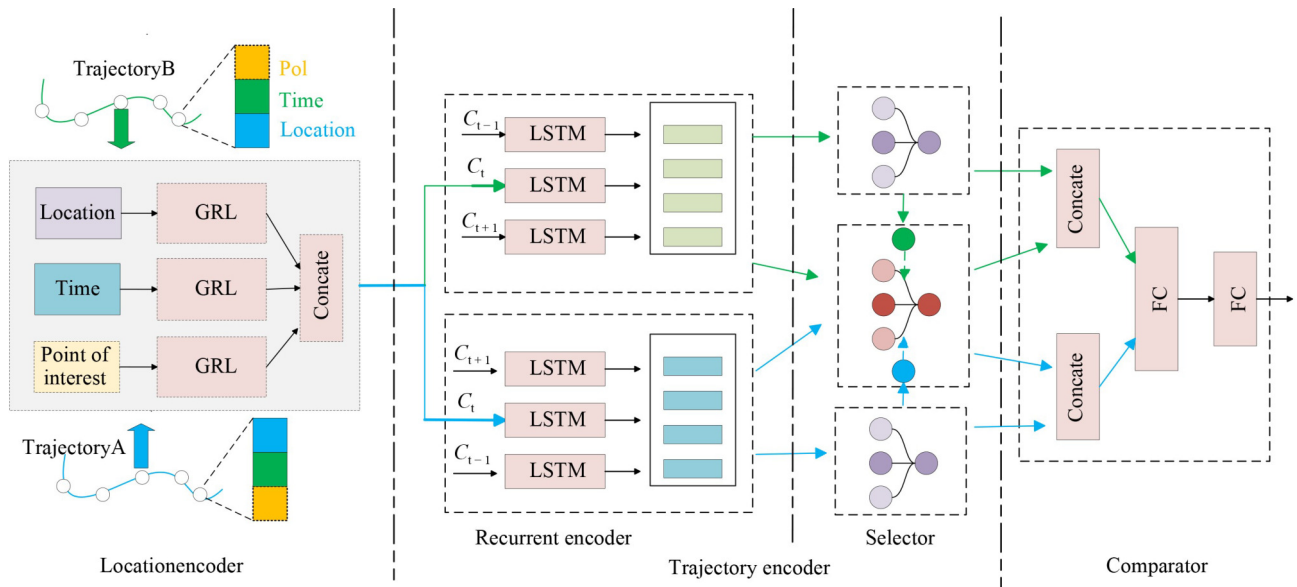 TrajectoryB
Pol
Time
Location
Location
GRL
Time
GRL
Point of
interest
GRL
Concate
TrajectoryA
Locationencoder
C t−1
LSTM
C t
LSTM
C t+1
LSTM
C t+1
LSTM
C t
LSTM
C t−1
LSTM
Recurrent encoder
Trajectory encoder
Selector
Concate
Concate
FC
FC
Comparator